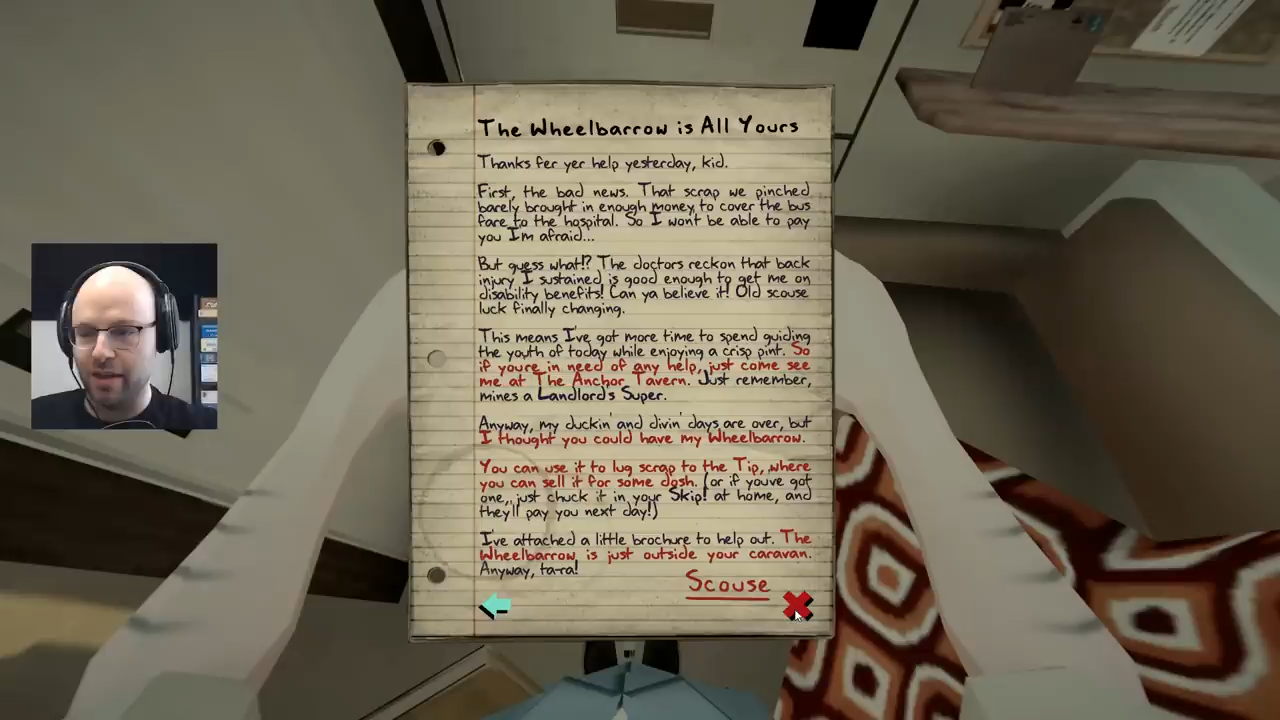 The Wheelbarrow is All Yours
Thanks fer yer help yesterday, kid.
First, the bad news. That scrap we pinched
barely brought in enough money to cover the bus
fare to the hospital. So I won't be able to pay
you I'm afraid...
But guess what!? The doctors reckon that back
injury I sustained is good enough to get me on
disability benefits! Can ya believe it! Old scouse
luck finally changing.
This means I've got more time to spend guiding
the youth of today while enjoying a crisp pint. So
if you're in need of any help, just come see
me at The Anchor Tavern. Just remember,
mines a Landlord's Super.
Anyway, my duckin' and divin' days are over, but
I thought you could have my Wheelbarrow.
You can use it to lug scrap to the Tip, where
you can sell it for some dosh. (or if you've got
one, just chuck it in your Skip! at home, and
they'll pay you next day!)
I've attached a little brochure to help out. The
Wheelbarrow is just outside your caravan.
Anyway, ta-ra!
Scouse